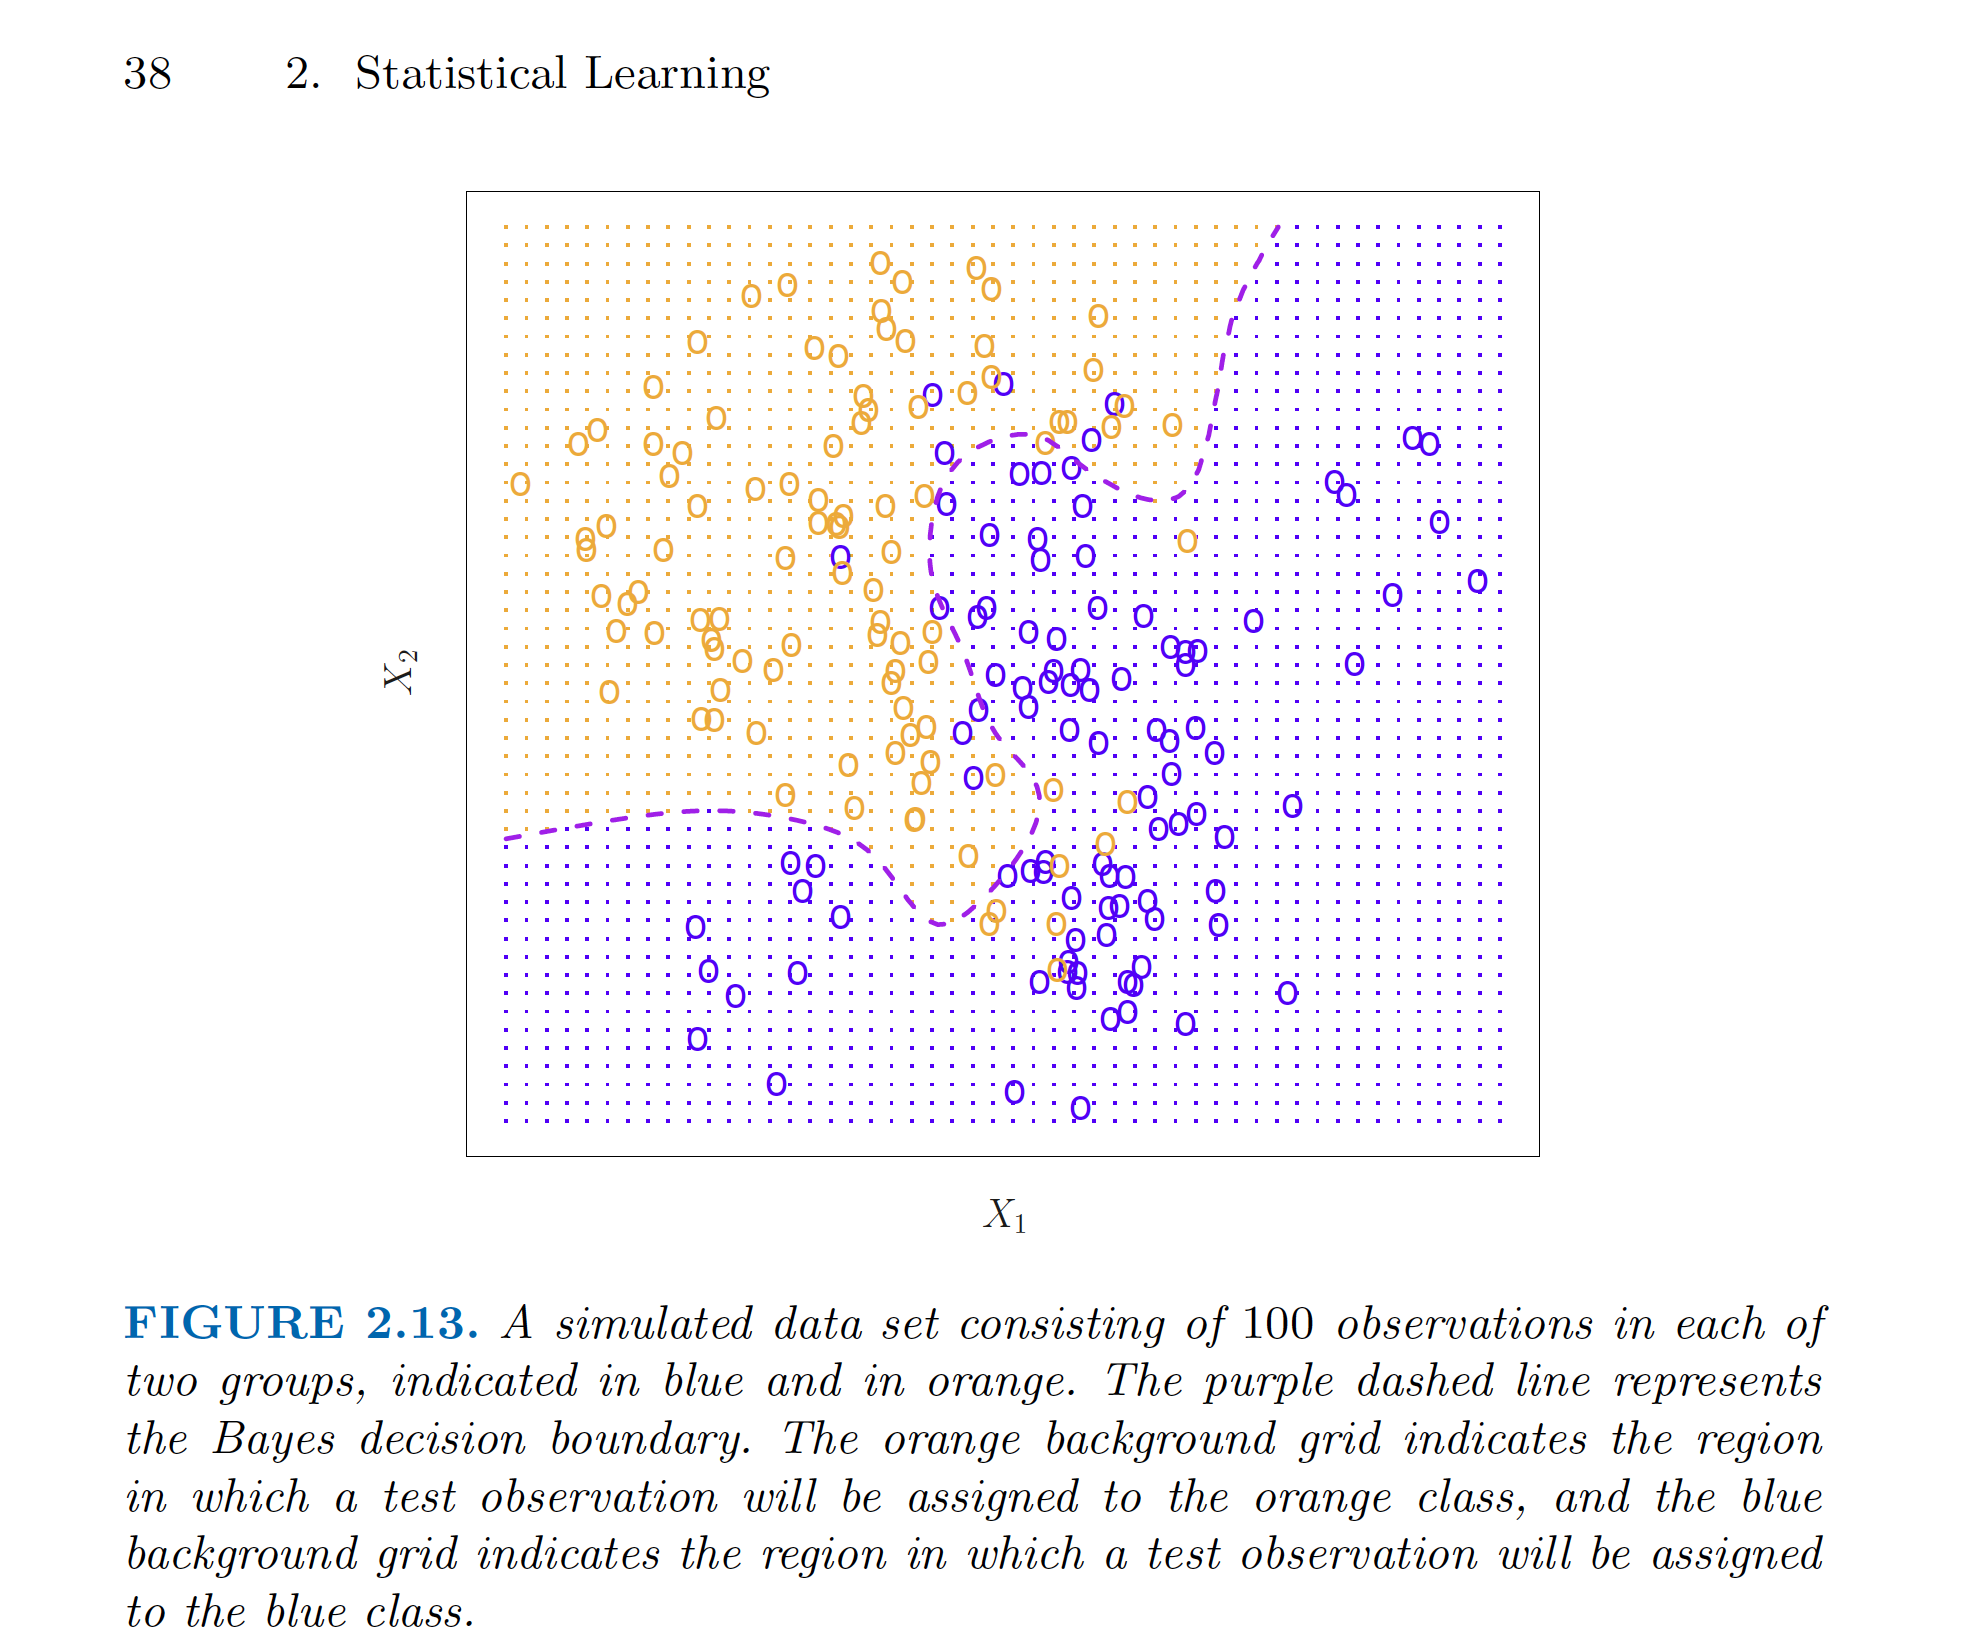 38 2. Statistical Learning
X2
X1
FIGURE 2.13. A simulated data set consisting of 100 observations in each of
two groups, indicated in blue and in orange. The purple dashed line represents
the Bayes decision boundary. The orange background grid indicates the region
in which a test observation will be assigned to the orange class, and the blue
background grid indicates the region in which a test observation will be assigned
to the blue class.